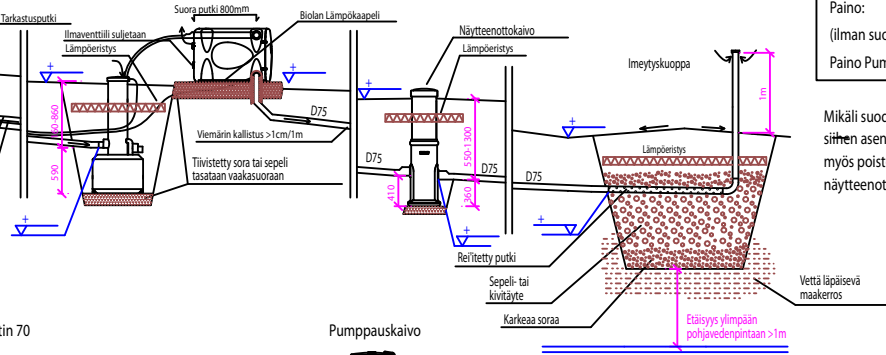 Suora putki 800mm
Tarkastusputki
Biolan Lämpökaapeli
Ilmaventtiili suljetaan
Lämpöeristys
Näytteenottokaivo
Lämpöeristys
Imeytyskuoppa
1m
Paino:
(ilman suo
Paino Pum
Mikäli suoc
siihen asen
myös poist
näytteenot
D75
Viemärin kallistus >1cm/1m
Tiivistetty sora tai sepeli
tasataan vaakasuoraan
590
550-1300
D75
D75
D75
410
360
Lämpöeristys
Rei'itetty putki
Sepeli- tai
kivitäyte
Karkeaa soraa
Vettä läpäisevä
maakerros
Etäisyys ylimpään
pohjavedenpintaan >1m
tin 70
Pumppauskaivo